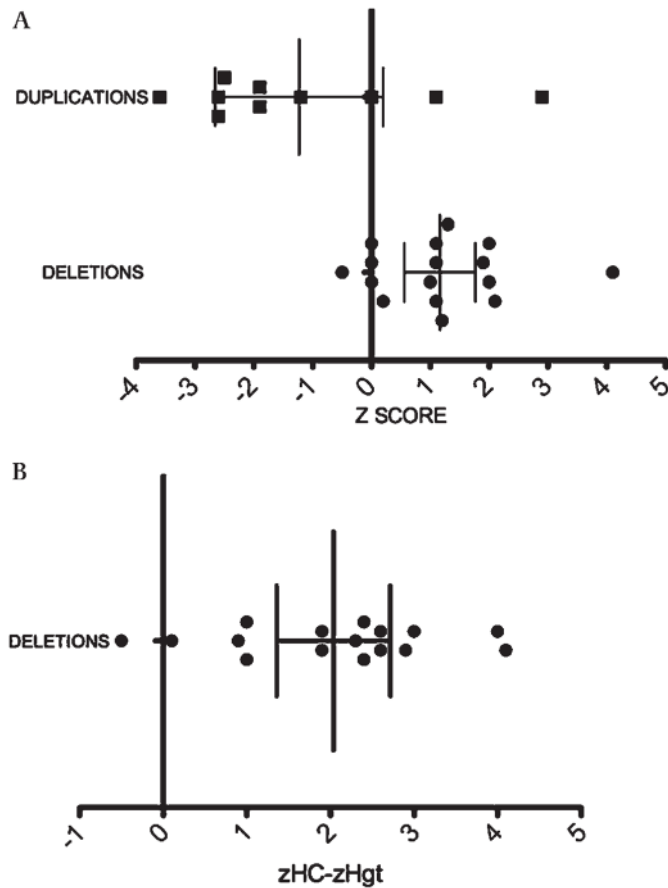 A
DUPLICATIONS
DELETIONS
-4 -3 -2 -1 0 1 2 3 4 5
Z SCORE
B
DELETIONS
-1 0 1 2 3 4 5
zHC-zHgt